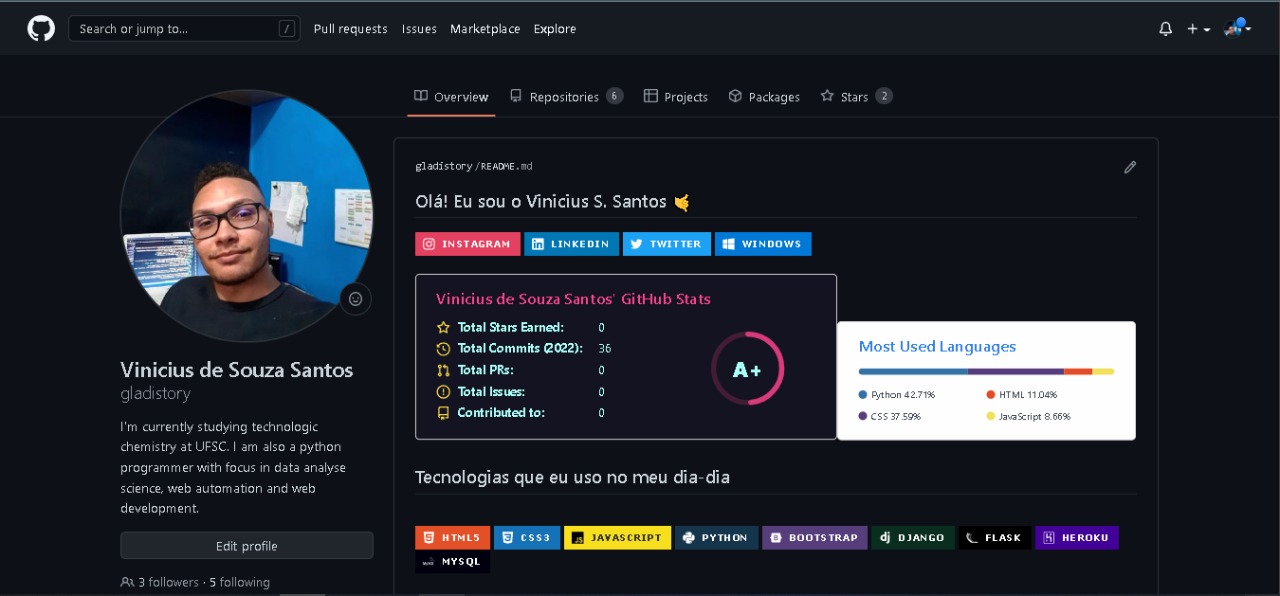 Search or jump to... /
Pull requests
Issues
Marketplace
Explore
Overview
Repositories 6
Projects
Packages
Stars 2
Vinicius de Souza Santos
gladistory
I'm currently studying technologic
chemistry at UFSC. I am also a python
programmer with focus in data analyse
science, web automation and web
development.
Edit profile
3 followers · 5 following
gladistory/README.md
Olá! Eu sou o Vinicius S. Santos 🤙
INSTAGRAM
LINKEDIN
TWITTER
WINDOWS
Vinicius de Souza Santos' GitHub Stats
Total Stars Earned: 0
Total Commits (2022): 36
Total PRs: 0
Total Issues: 0
Contributed to: 0
A+
Most Used Languages
Python 42.71%
HTML 11.04%
CSS 37.59%
JavaScript 8.66%
Tecnologias que eu uso no meu dia-dia
HTML5
CSS3
JS JAVASCRIPT
PYTHON
B BOOTSTRAP
dj DJANGO
FLASK
HEROKU
MYSQL